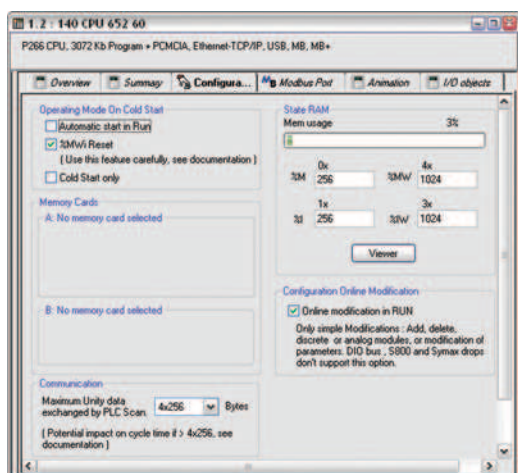 1.2 : 140 CPU 652 60
P266 CPU, 3072 Kb Program + PCMCIA, Ethernet-TCP/IP, USB, MB, MB+
Overview Summary Configura... Modbus Port Animation I/O objects
Operating Mode On Cold Start
Automatic start in Run
%MWi Reset
( Use this feature carefully, see documentation )
Cold Start only
Memory Cards
A: No memory card selected
B: No memory card selected
Communication
Maximum Unity data
exchanged by PLC Scan. 4x256 Bytes
( Potential impact on cycle time if > 4x256, see
documentation )
State RAM
Mem usage 3%
0x 4x
%M 256 %MW 1024
1x 3x
%I 256 %IW 1024
Viewer
Configuration Online Modification
Online modification in RUN
Only simple Modifications : Add, delete,
discrete or analog modules, or modification of
parameters. DIO bus , S800 and Symax drops
don't support this option.